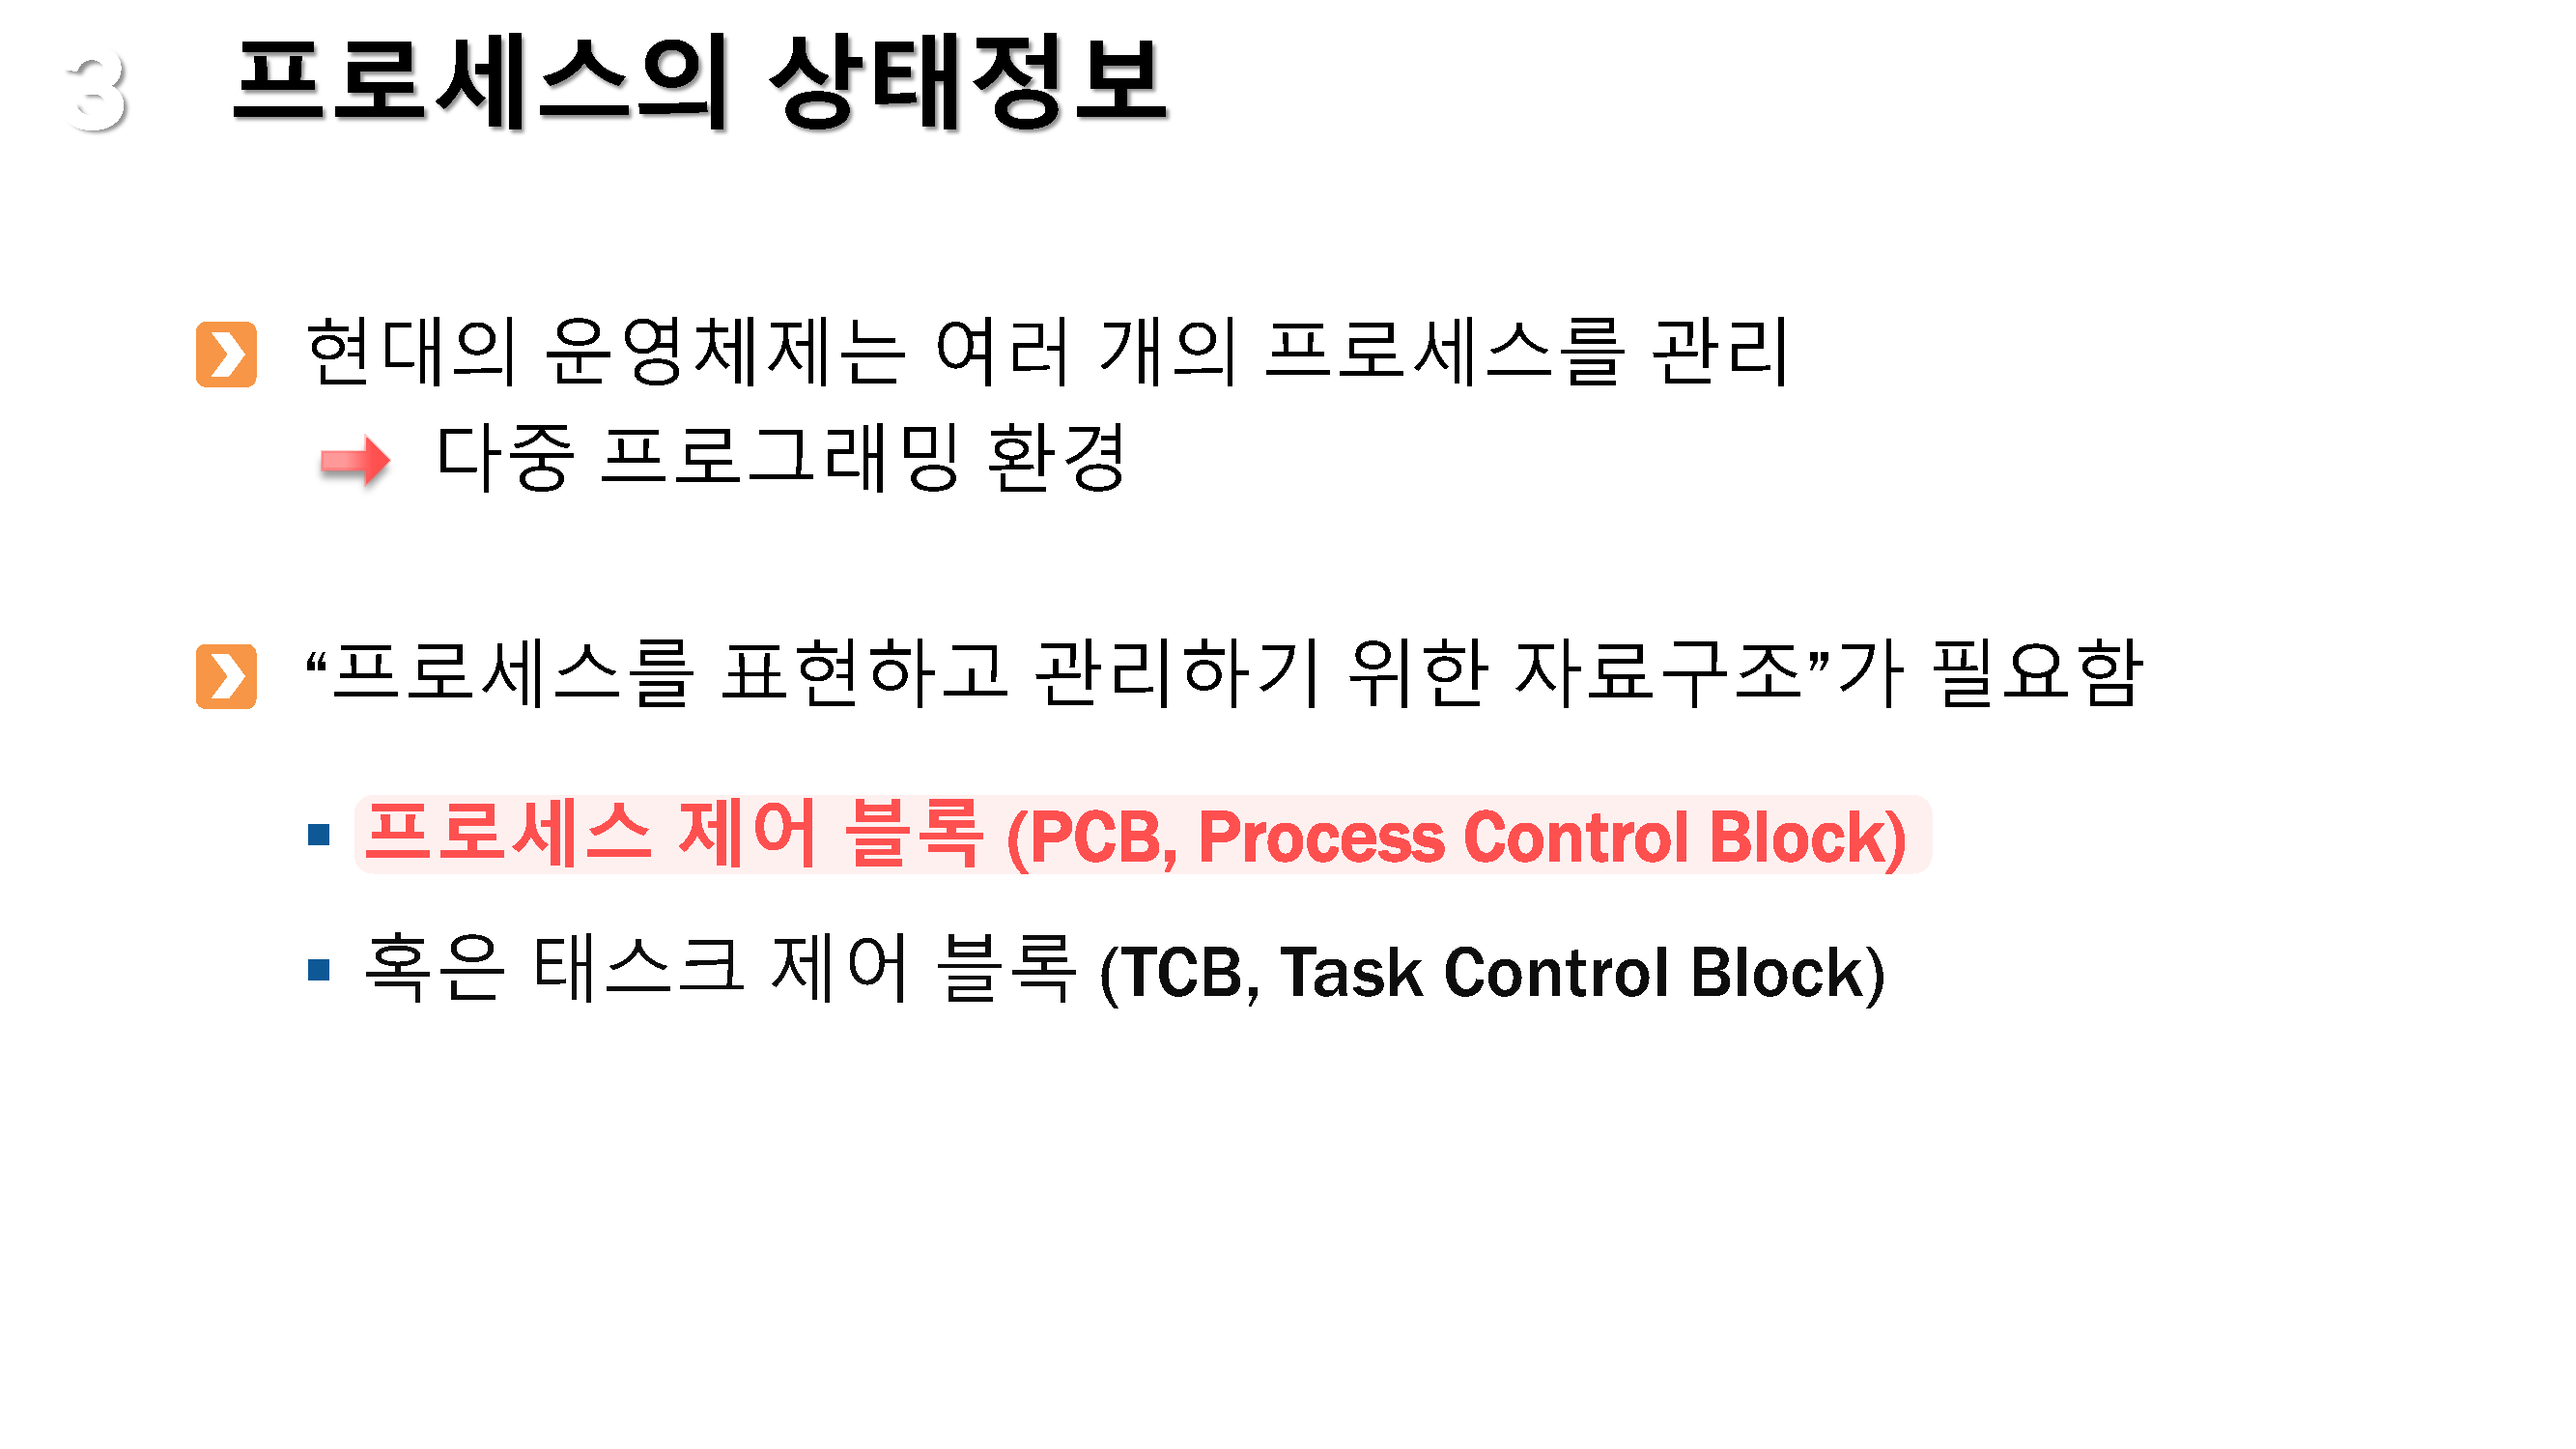 3 프로세스의 상태정보
현대의 운영체제는 여러 개의 프로세스를 관리
다중 프로그래밍 환경
“프로세스를 표현하고 관리하기 위한 자료구조”가 필요함
프로세스 제어 블록 (PCB, Process Control Block)
혹은 태스크 제어 블록 (TCB, Task Control Block)